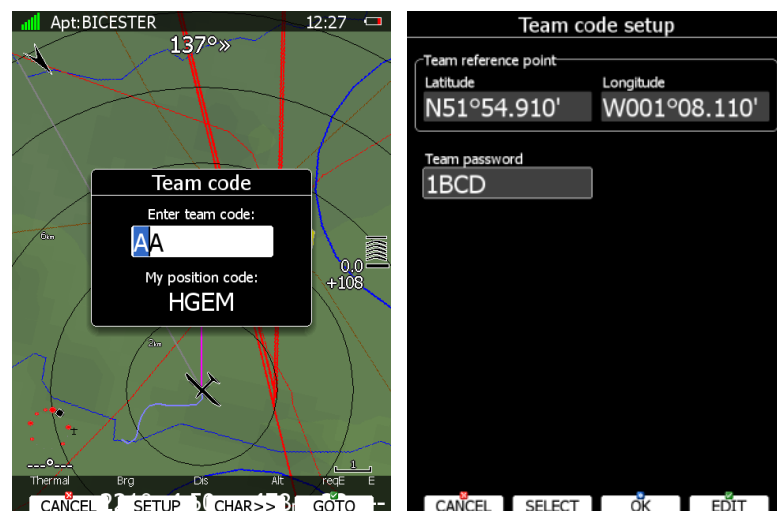 Apt:BICESTER 12:27
137°»
Team code
Enter team code:
AA
My position code:
HGEM
0.0
+108
1
Thermal Brg Dis Alt reqE E
CANCEL SETUP CHAR>> GOTO
Team code setup
Team reference point
Latitude Longitude
N51°54.910' W001°08.110'
Team password
1BCD
CANCEL SELECT OK EDIT